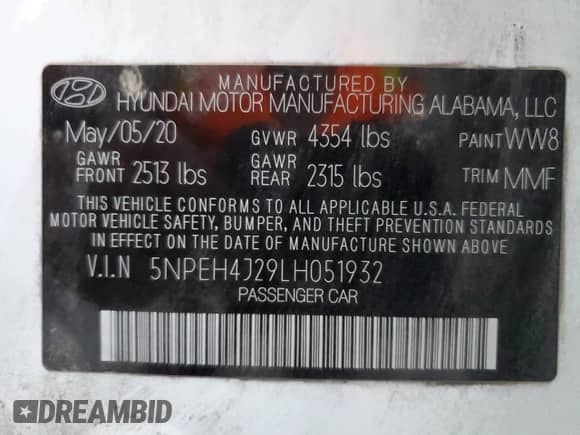 MANUFACTURED BY
HYUNDAI MOTOR MANUFACTURING ALABAMA, LLC
May/05/20 GVWR 4354 lbs PAINT WW8
GAWR FRONT 2513 lbs GAWR REAR 2315 lbs TRIM MMF
THIS VEHICLE CONFORMS TO ALL APPLICABLE U.S.A. FEDERAL
MOTOR VEHICLE SAFETY, BUMPER, AND THEFT PREVENTION STANDARDS
IN EFFECT ON THE DATE OF MANUFACTURE SHOWN ABOVE.
V.I.N 5NPEH4J29LH051932
PASSENGER CAR
DREAMBID